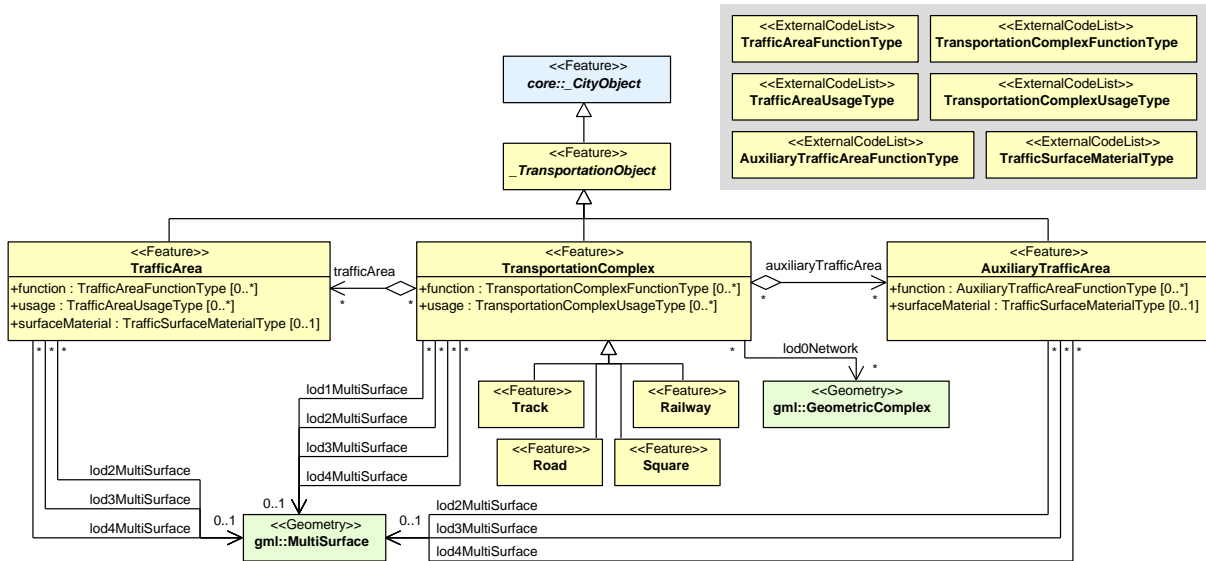 <<ExternalCodeList>>
TrafficAreaFunctionType
<<ExternalCodeList>>
TransportationComplexFunctionType
<<ExternalCodeList>>
TrafficAreaUsageType
<<ExternalCodeList>>
TransportationComplexUsageType
<<ExternalCodeList>>
AuxiliaryTrafficAreaFunctionType
<<ExternalCodeList>>
TrafficSurfaceMaterialType
<<Feature>>
core::_CityObject
<<Feature>>
_TransportationObject
<<Feature>>
TrafficArea
+function : TrafficAreaFunctionType [0..*]
+usage : TrafficAreaUsageType [0..*]
+surfaceMaterial : TrafficSurfaceMaterialType [0..1]
trafficArea
*
*
<<Feature>>
TransportationComplex
+function : TransportationComplexFunctionType [0..*]
+usage : TransportationComplexUsageType [0..*]
auxiliaryTrafficArea
*
*
<<Feature>>
AuxiliaryTrafficArea
+function : AuxiliaryTrafficAreaFunctionType [0..*]
+surfaceMaterial : TrafficSurfaceMaterialType [0..1]
* * *
* * * *
*
* * *
lod0Network
*
lod1MultiSurface
lod2MultiSurface
lod3MultiSurface
lod4MultiSurface
<<Feature>>
Track
<<Feature>>
Railway
<<Feature>>
Road
<<Feature>>
Square
<<Geometry>>
gml::GeometricComplex
lod2MultiSurface
lod3MultiSurface
lod4MultiSurface
0..1
0..1
0..1
<<Geometry>>
gml::MultiSurface
lod2MultiSurface
lod3MultiSurface
lod4MultiSurface